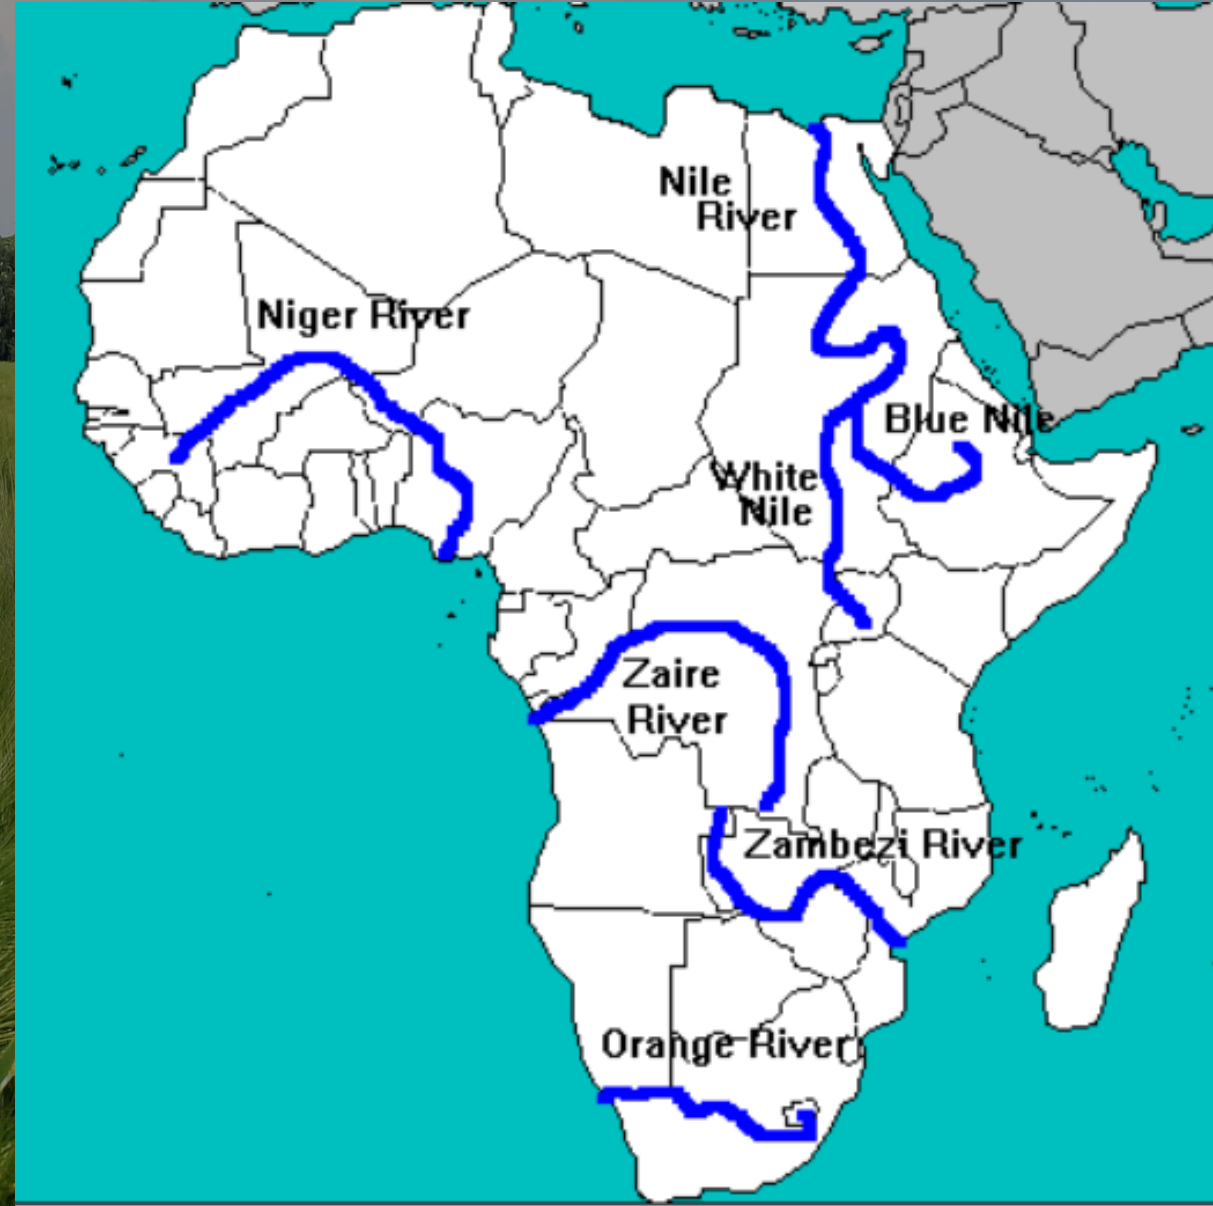 Nile
River
Niger River
Blue Nile
White
Nile
Zaire
River
Zambezi River
Orange River